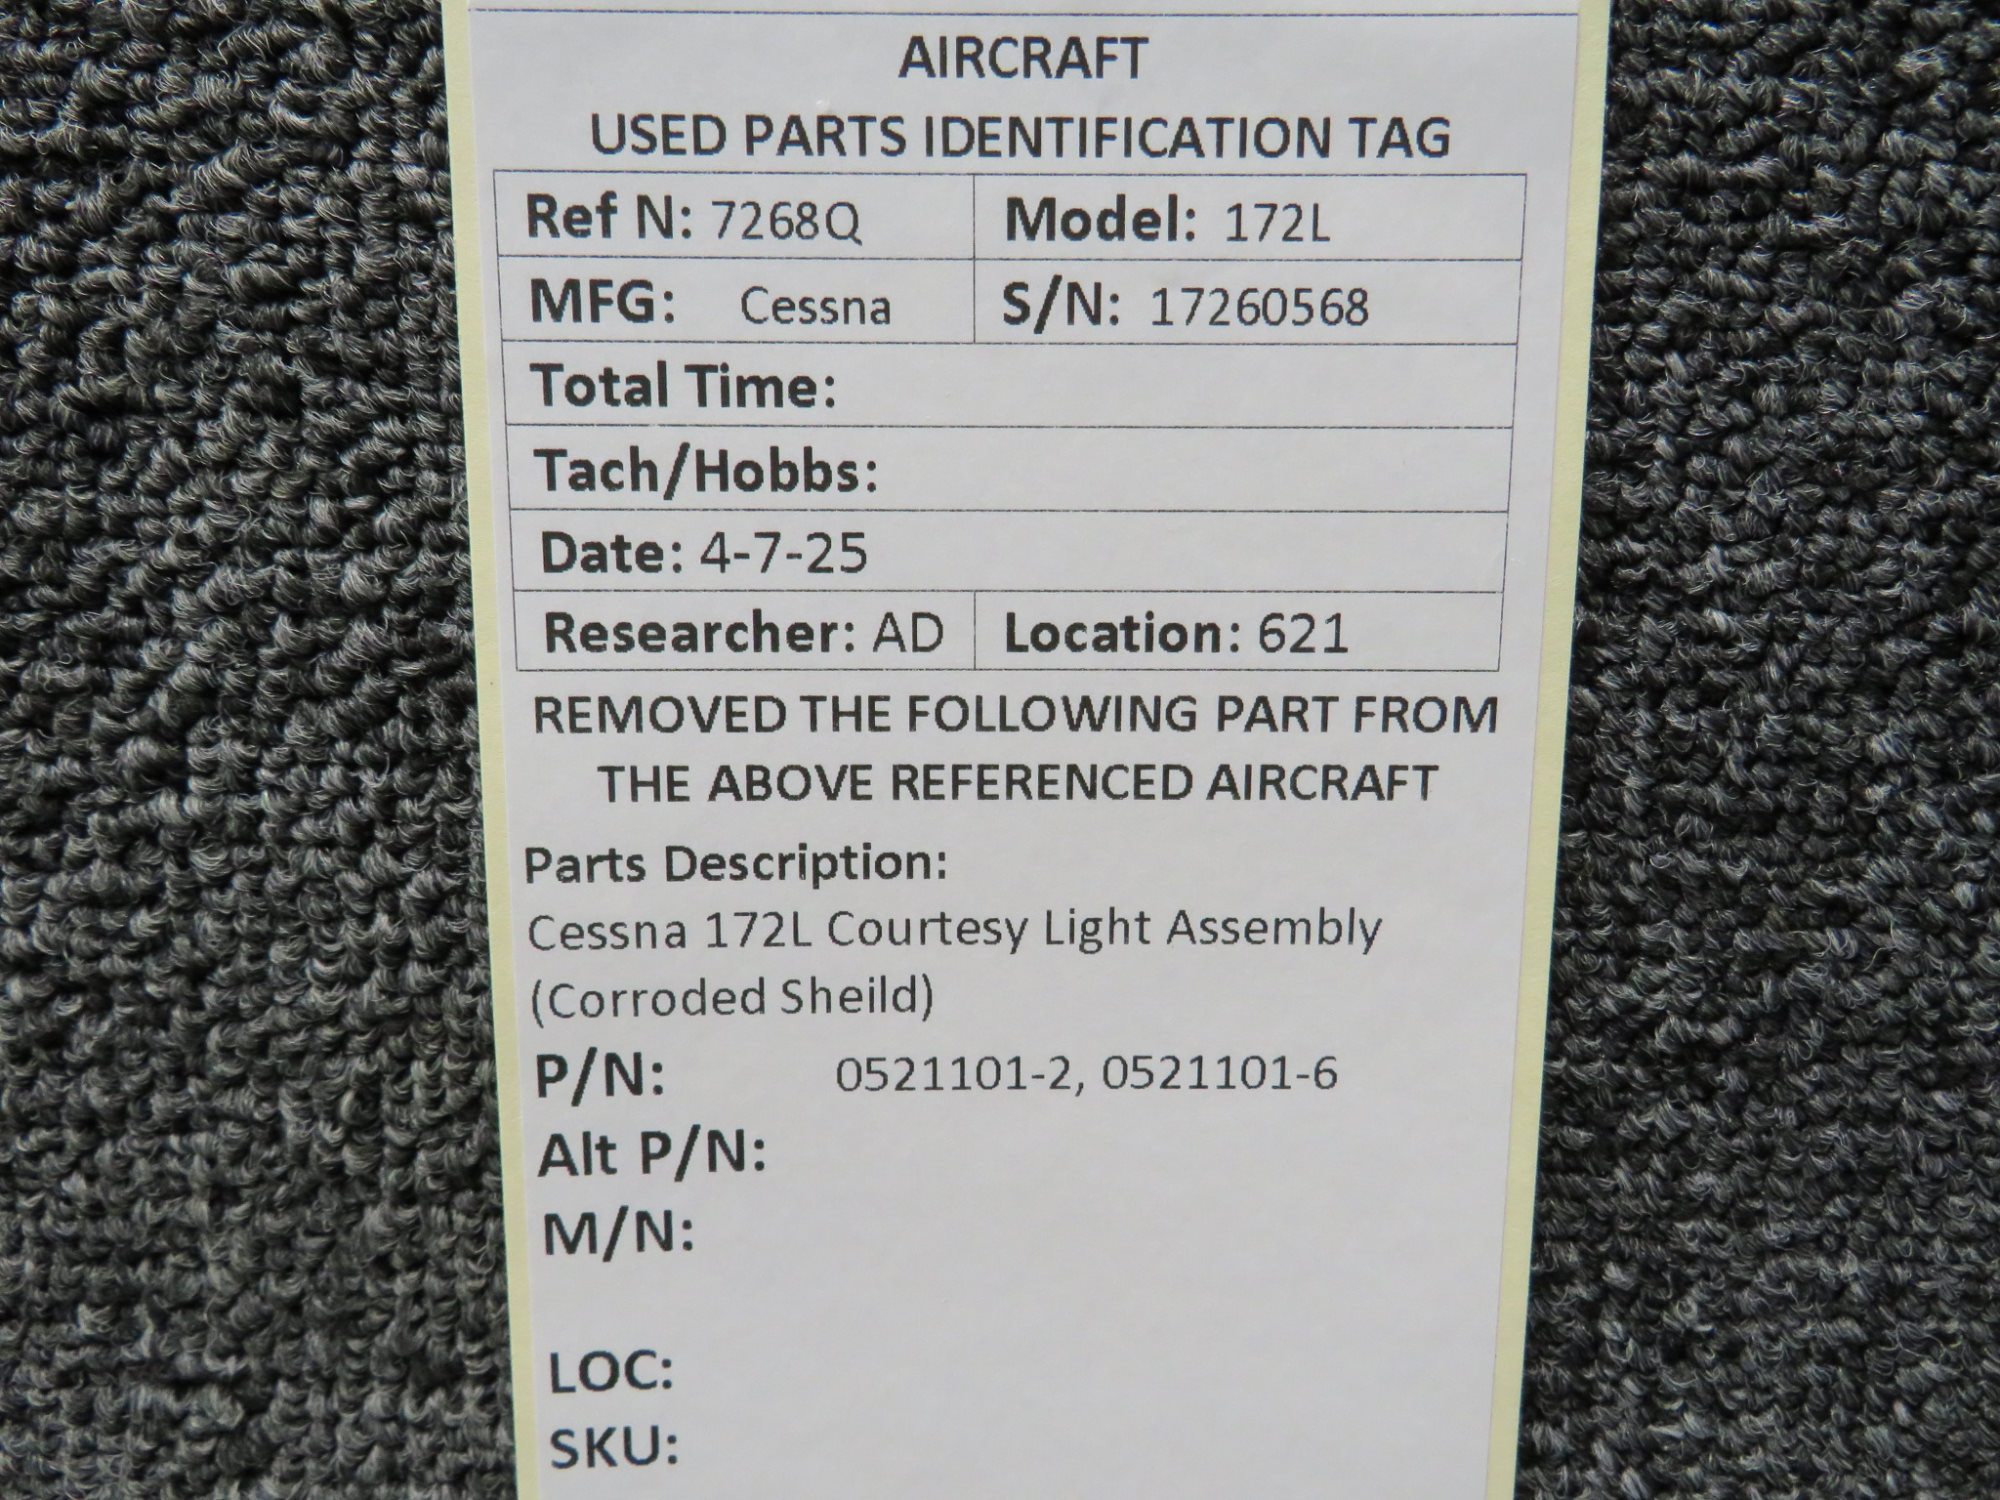 AIRCRAFT
USED PARTS IDENTIFICATION TAG
Ref N: 7268Q Model: 172L
MFG: Cessna S/N: 17260568
Total Time:
Tach/Hobbs:
Date: 4-7-25
Researcher: AD Location: 621
REMOVED THE FOLLOWING PART FROM
THE ABOVE REFERENCED AIRCRAFT
Parts Description:
Cessna 172L Courtesy Light Assembly
(Corroded Sheild)
P/N: 0521101-2, 0521101-6
Alt P/N:
M/N:
LOC:
SKU: